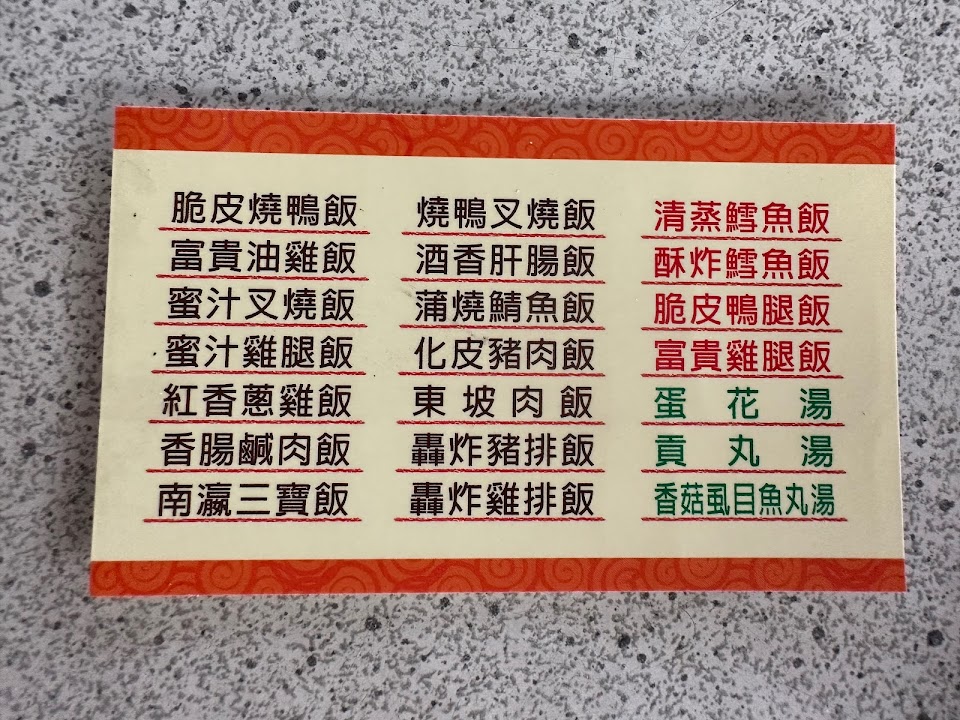 脆皮燒鴨飯
富貴油雞飯
蜜汁叉燒飯
蜜汁雞腿飯
紅香蔥雞飯
香腸鹹肉飯
南瀛三寶飯
燒鴨叉燒飯
酒香肝腸飯
蒲燒鯖魚飯
化皮豬肉飯
東坡肉飯
轟炸豬排飯
轟炸雞排飯
清蒸鱈魚飯
酥炸鱈魚飯
脆皮鴨腿飯
富貴雞腿飯
蛋花湯
貢丸湯
香菇虱目魚丸湯